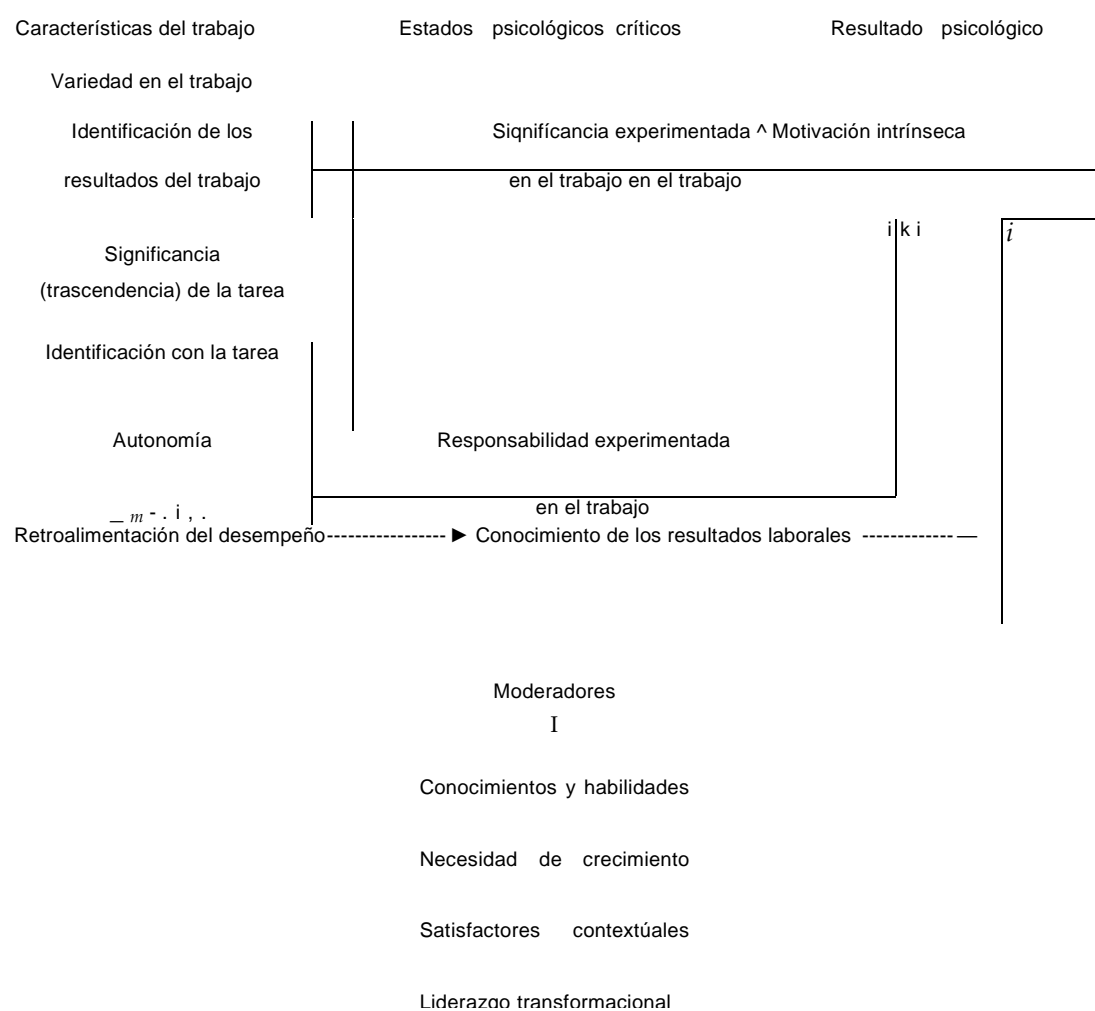 Características del trabajo Estados psicológicos críticos Resultado psicológico
Variedad en el trabajo
Identificación de los Siqnifícancia experimentada ^ Motivación intrínseca
resultados del trabajo en el trabajo en el trabajo
i k i i
Significancia
(trascendencia) de la tarea
Identificación con la tarea
Autonomía Responsabilidad experimentada
_ m - . i , . en el trabajo
Retroalimentación del desempeño----------------- ► Conocimiento de los resultados laborales -------------—
Moderadores
I
Conocimientos y habilidades
Necesidad de crecimiento
Satisfactores contextúales
Liderazgo transformacional